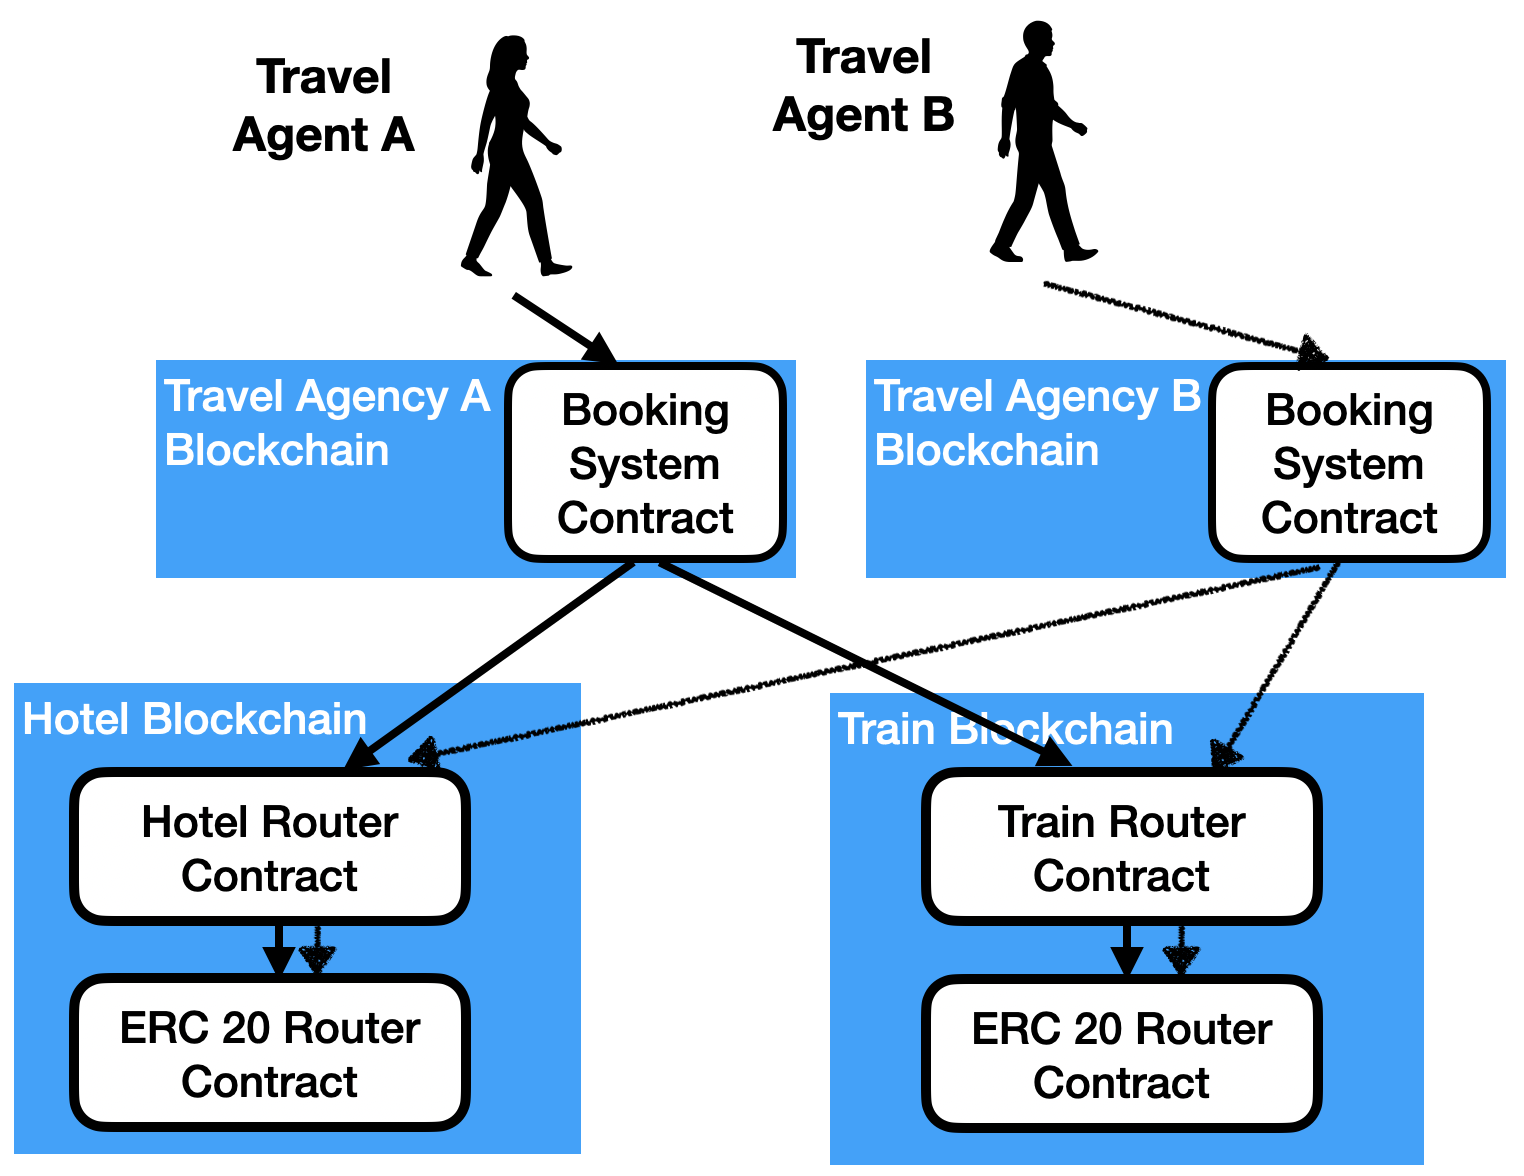 Travel
Agent A
Travel
Agent B
Travel Agency A
Blockchain
Booking
System
Contract
Travel Agency B
Blockchain
Booking
System
Contract
Hotel Blockchain
Hotel Router
Contract
ERC 20 Router
Contract
Train Blockchain
Train Router
Contract
ERC 20 Router
Contract